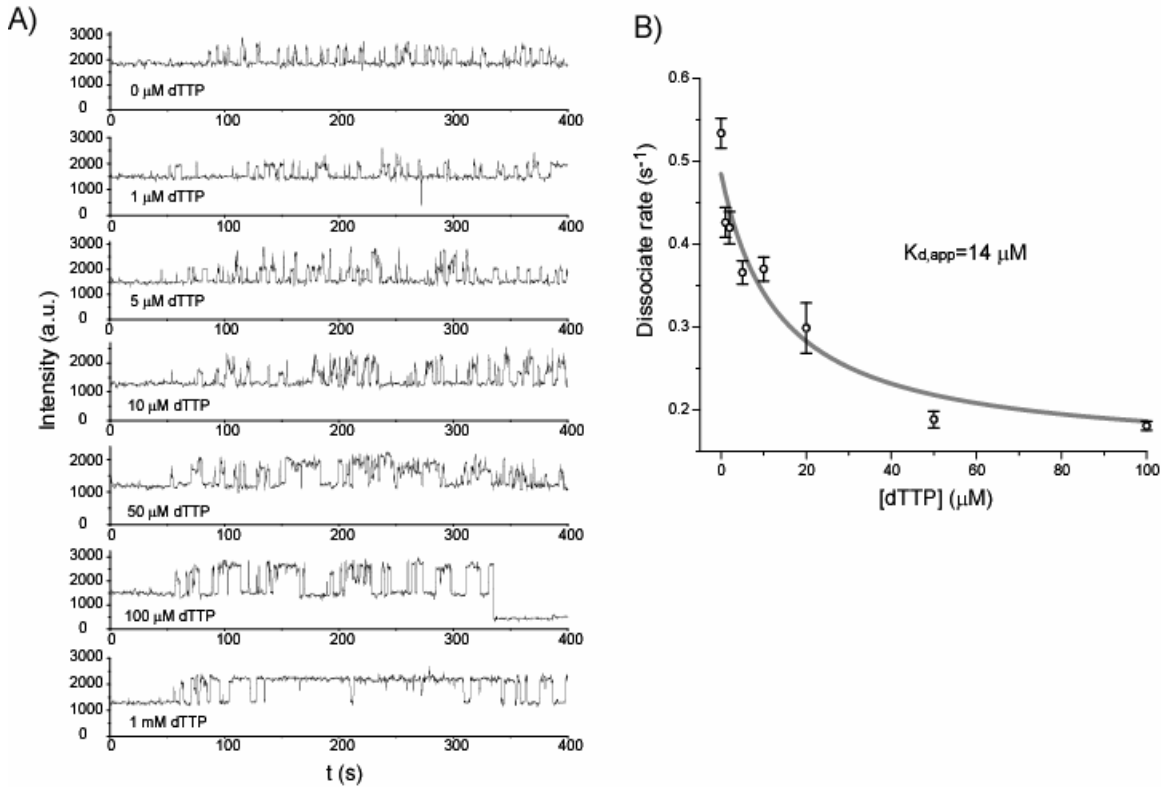 A)
3000
2000
1000
0
0 μM dTTP
0 100 200 300 400
3000
2000
1000
0
1 μM dTTP
0 100 200 300 400
3000
2000
1000
0
5 μM dTTP
0 100 200 300 400
2000
1000
0
10 μM dTTP
0 100 200 300 400
2000
1000
0
50 μM dTTP
0 100 200 300 400
3000
2000
1000
0
100 μM dTTP
0 100 200 300 400
3000
2000
1000
0
1 mM dTTP
0 100 200 300 400
Intensity (a.u.)
t (s)
B)
0.6
0.5
0.4
0.3
0.2
Dissociate rate (s-1)
Kd,app=14 μM
0 20 40 60 80 100
[dTTP] (μM)